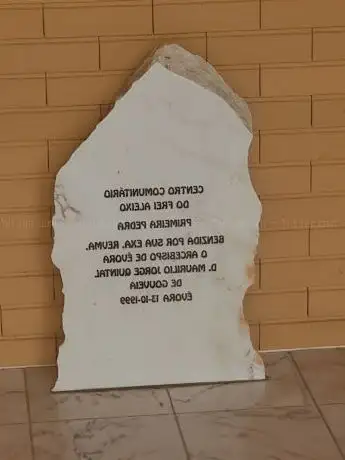 CENTRO COMUNITÁRIO
DO FREI ALEIXO
PRIMEIRA PEDRA
BENZIDA POR SUA EXA. REVMA.
O ARCEBISPO DE ÉVORA
D. MAURILIO JORGE QUINTAL
DE GOUVEIA
ÉVORA 13-10-1999